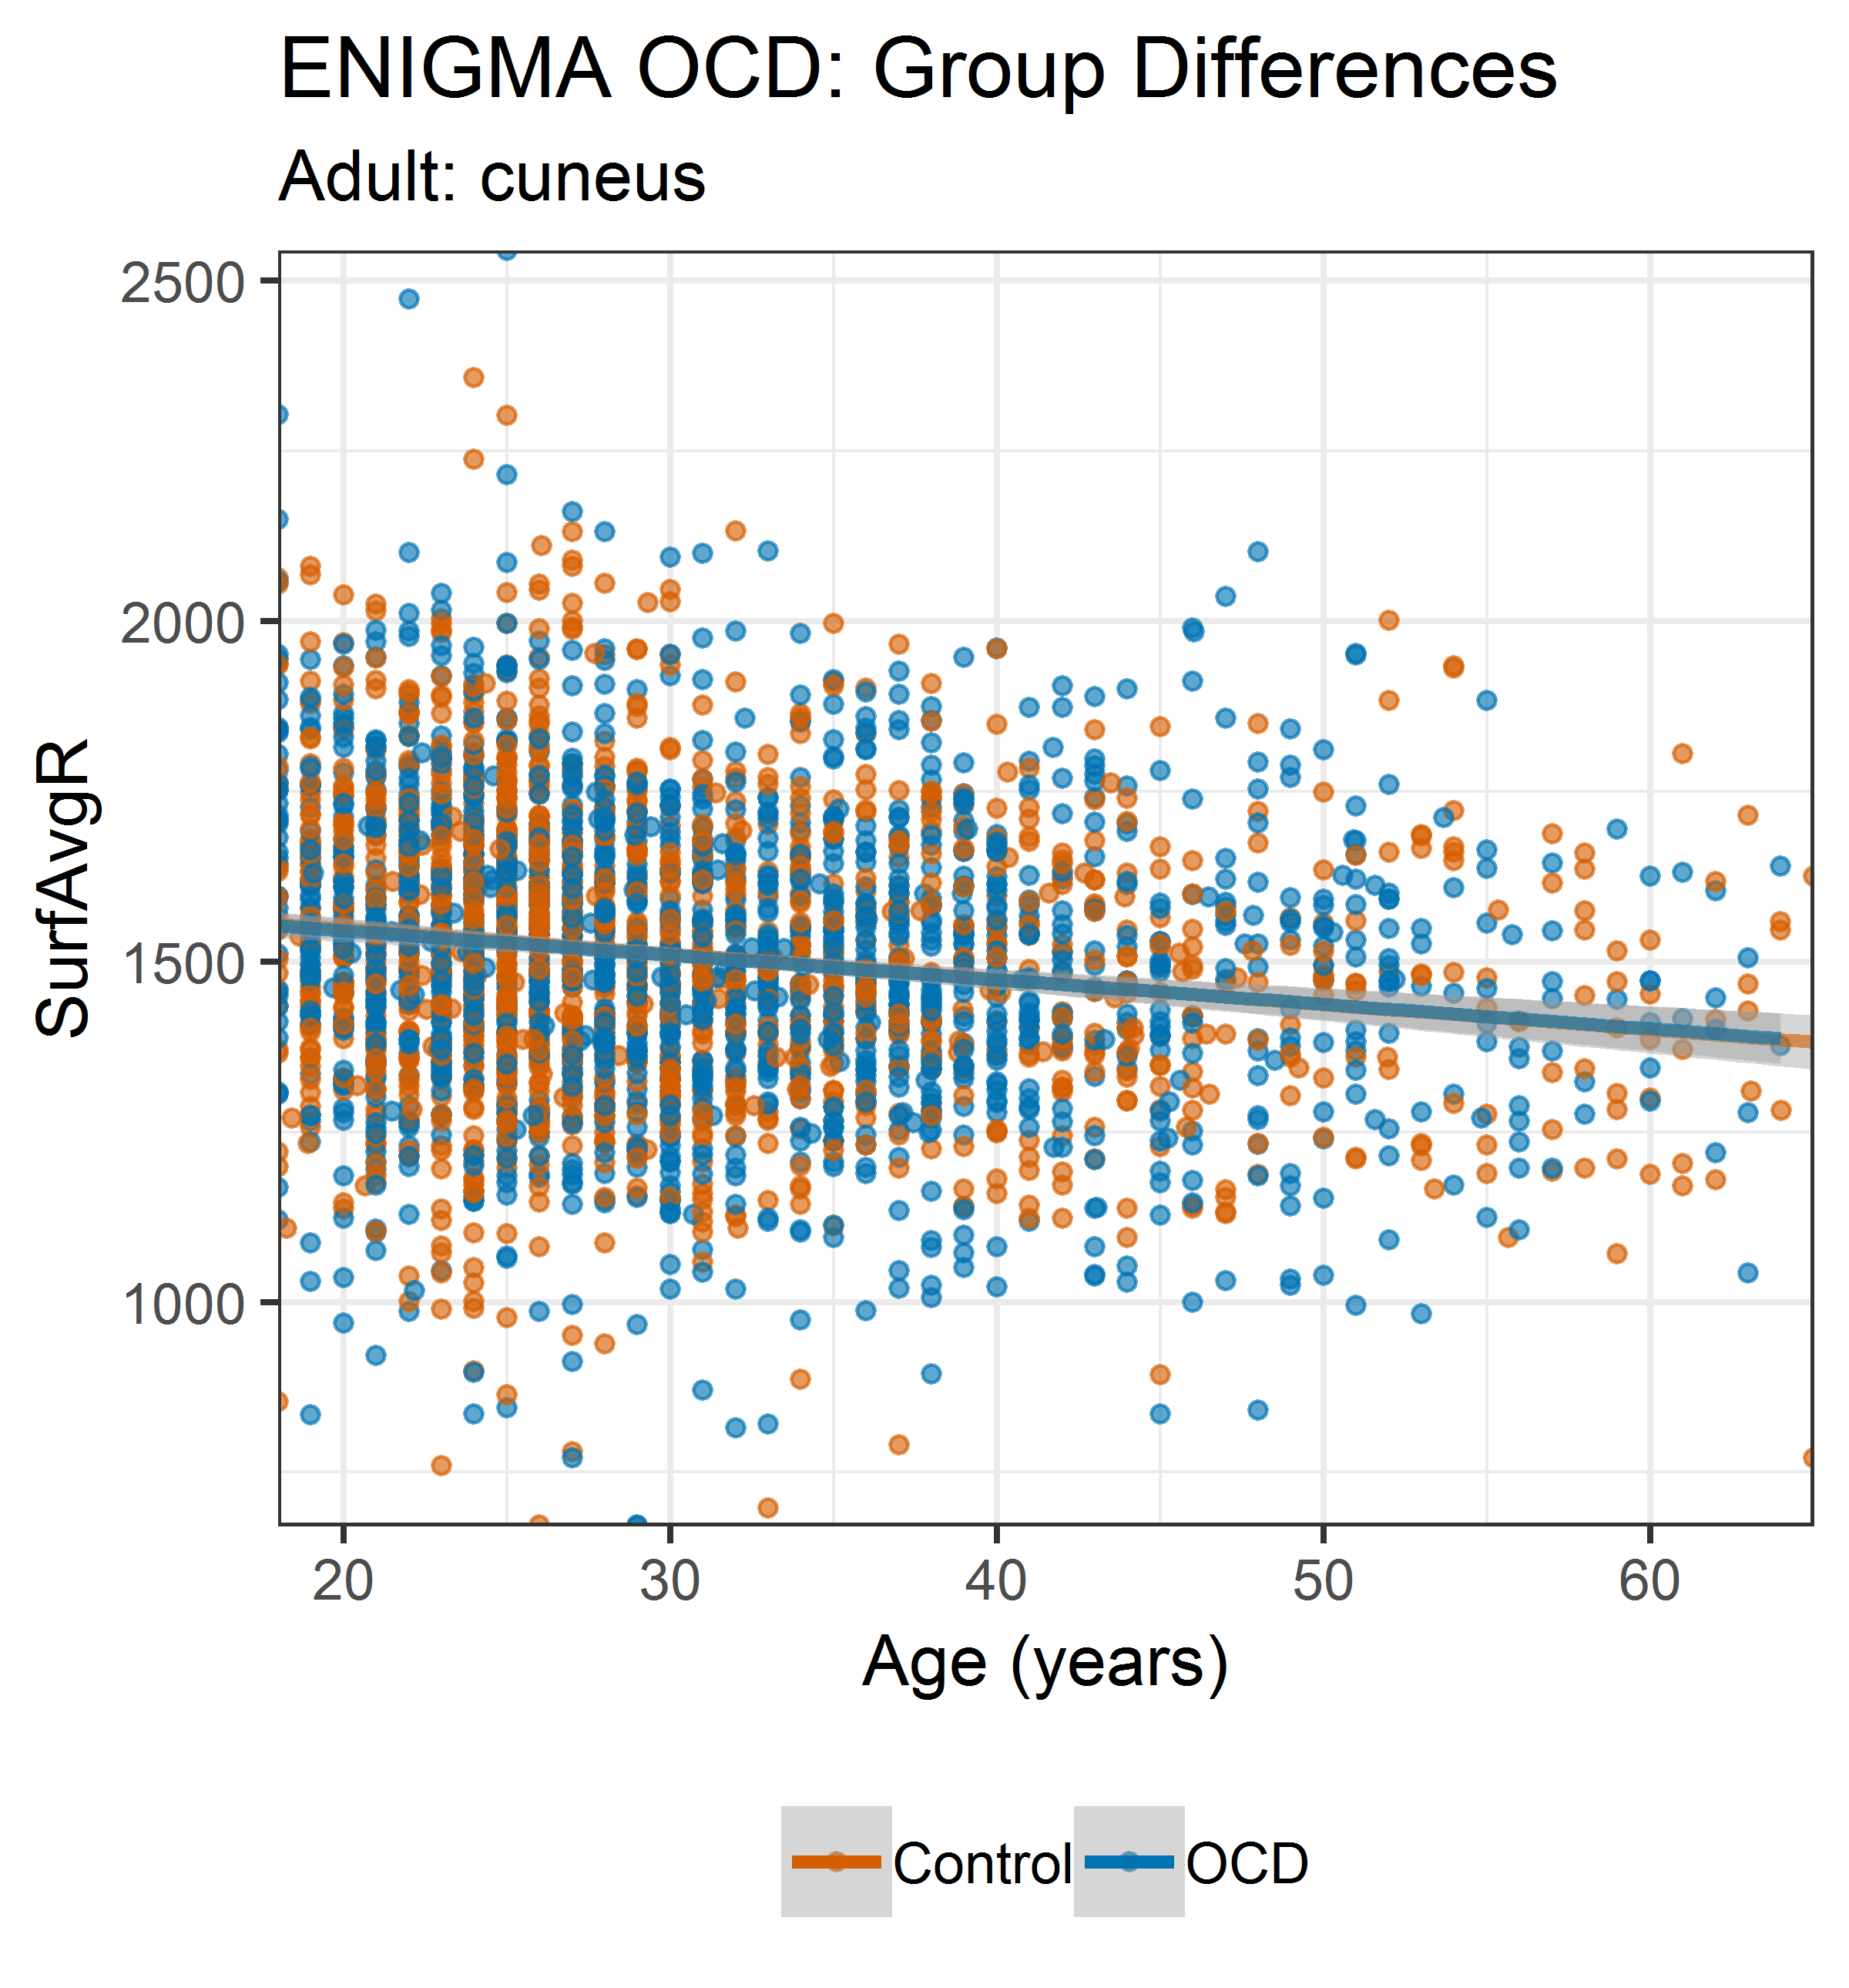 ENIGMA OCD: Group Differences
Adult: cuneus
2500
2000
1500
1000
SurfAvgR
20 30 40 50 60
Age (years)
Control OCD